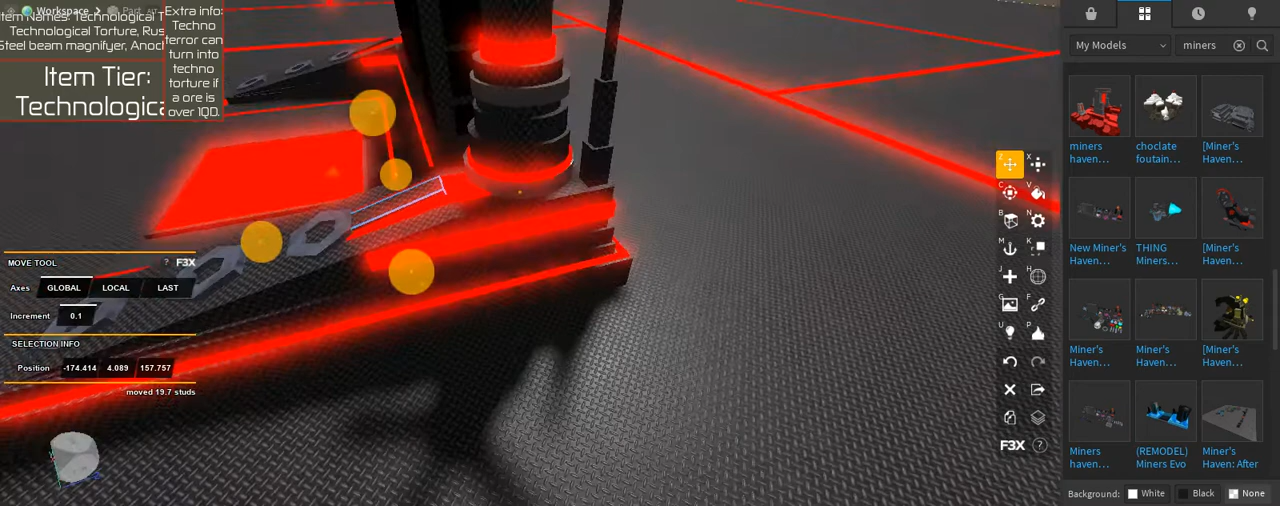 Workspace > Part
Item Names: Technological T
Technological Torture, Rus
Steel beam magnifyer, Anoch
Item Tier:
Technologica
Extra info:
Techno
terror can
turn into
techno
torture if
a ore is
over 1QD.
MOVE TOOL ? F3X
Axes GLOBAL LOCAL LAST
Increment 0.1
SELECTION INFO
Position -174.414 4.089 157.757
moved 19.7 studs
Z X
C V
B N
M K
J H
G F
U P
F3X ?
My Models miners
miners
haven...
choclate
foutain...
[Miner's
Haven...
New Miner's
Haven...
THING
Miners...
[Miner's
Haven...
Miner's
Haven...
Miner's
Haven...
[Miner's
Haven...
Miners
haven...
(REMODEL)
Miners Evo
Miner's
Haven: After
Background: White Black None